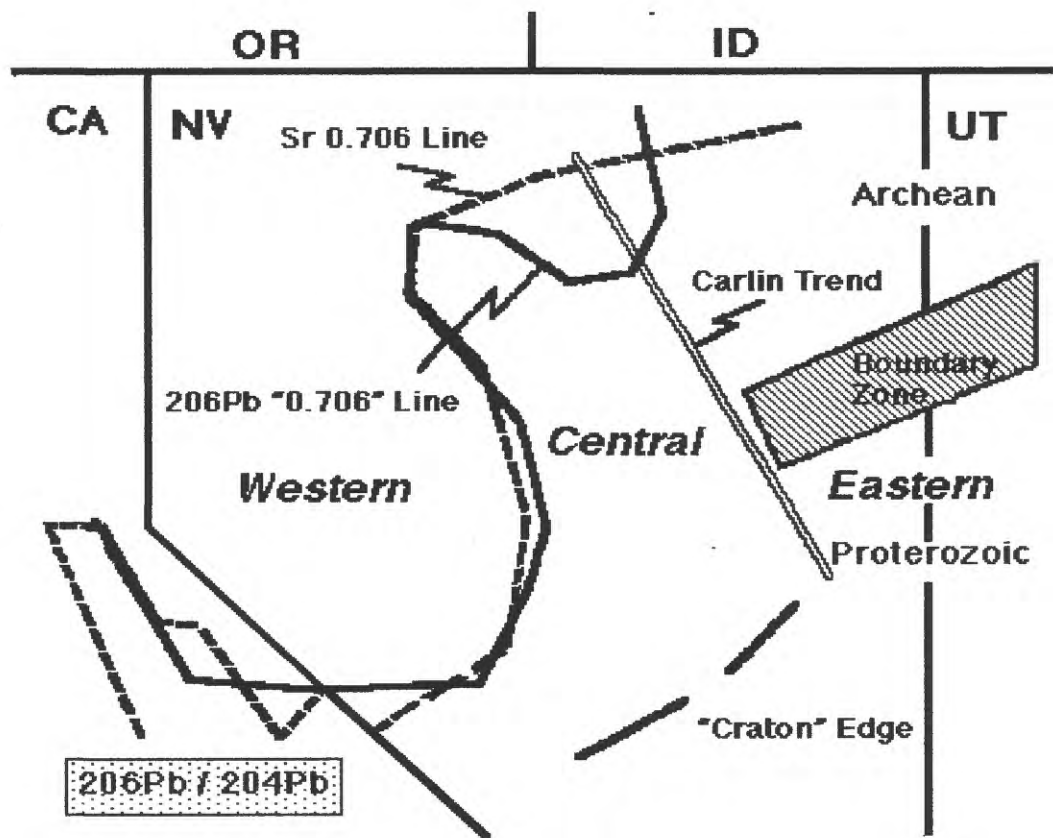 OR
ID
CA
NV
UT
Sr 0.706 Line
Archean
Carlin Trend
Boundary
Zone
206Pb "0.706" Line
Central
Western
Eastern
Proterozoic
"Craton" Edge
206Pb / 204Pb